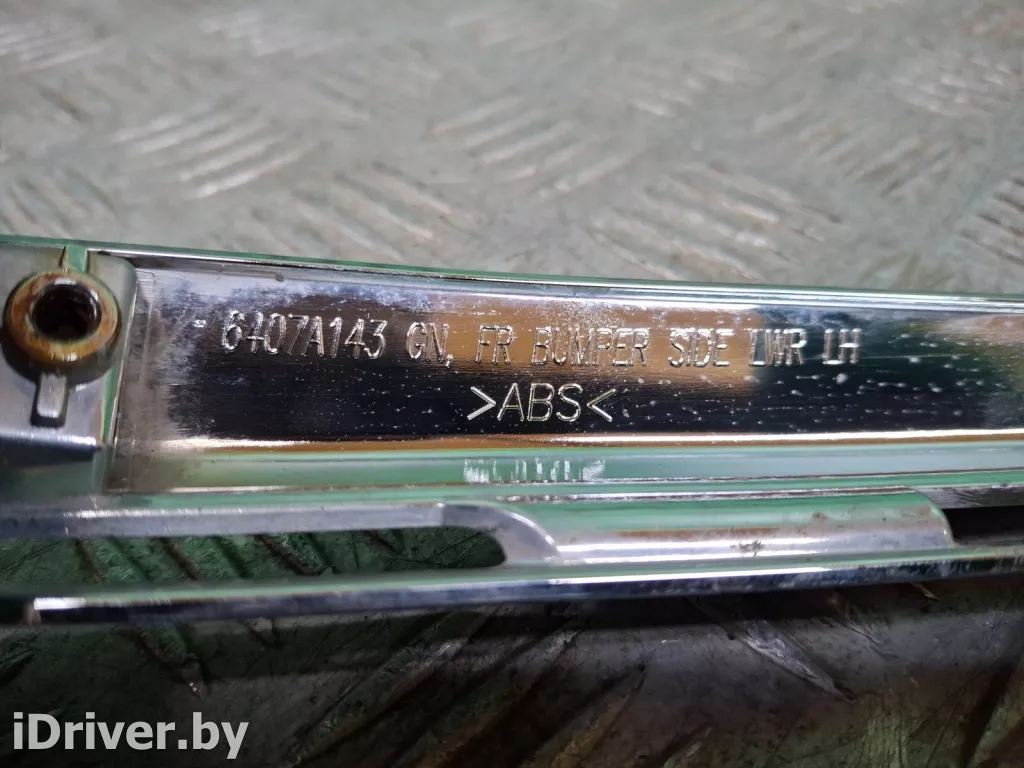 6407A143 GN, FR BUMPER SIDE LWR LH
>ABS<
iDriver.by